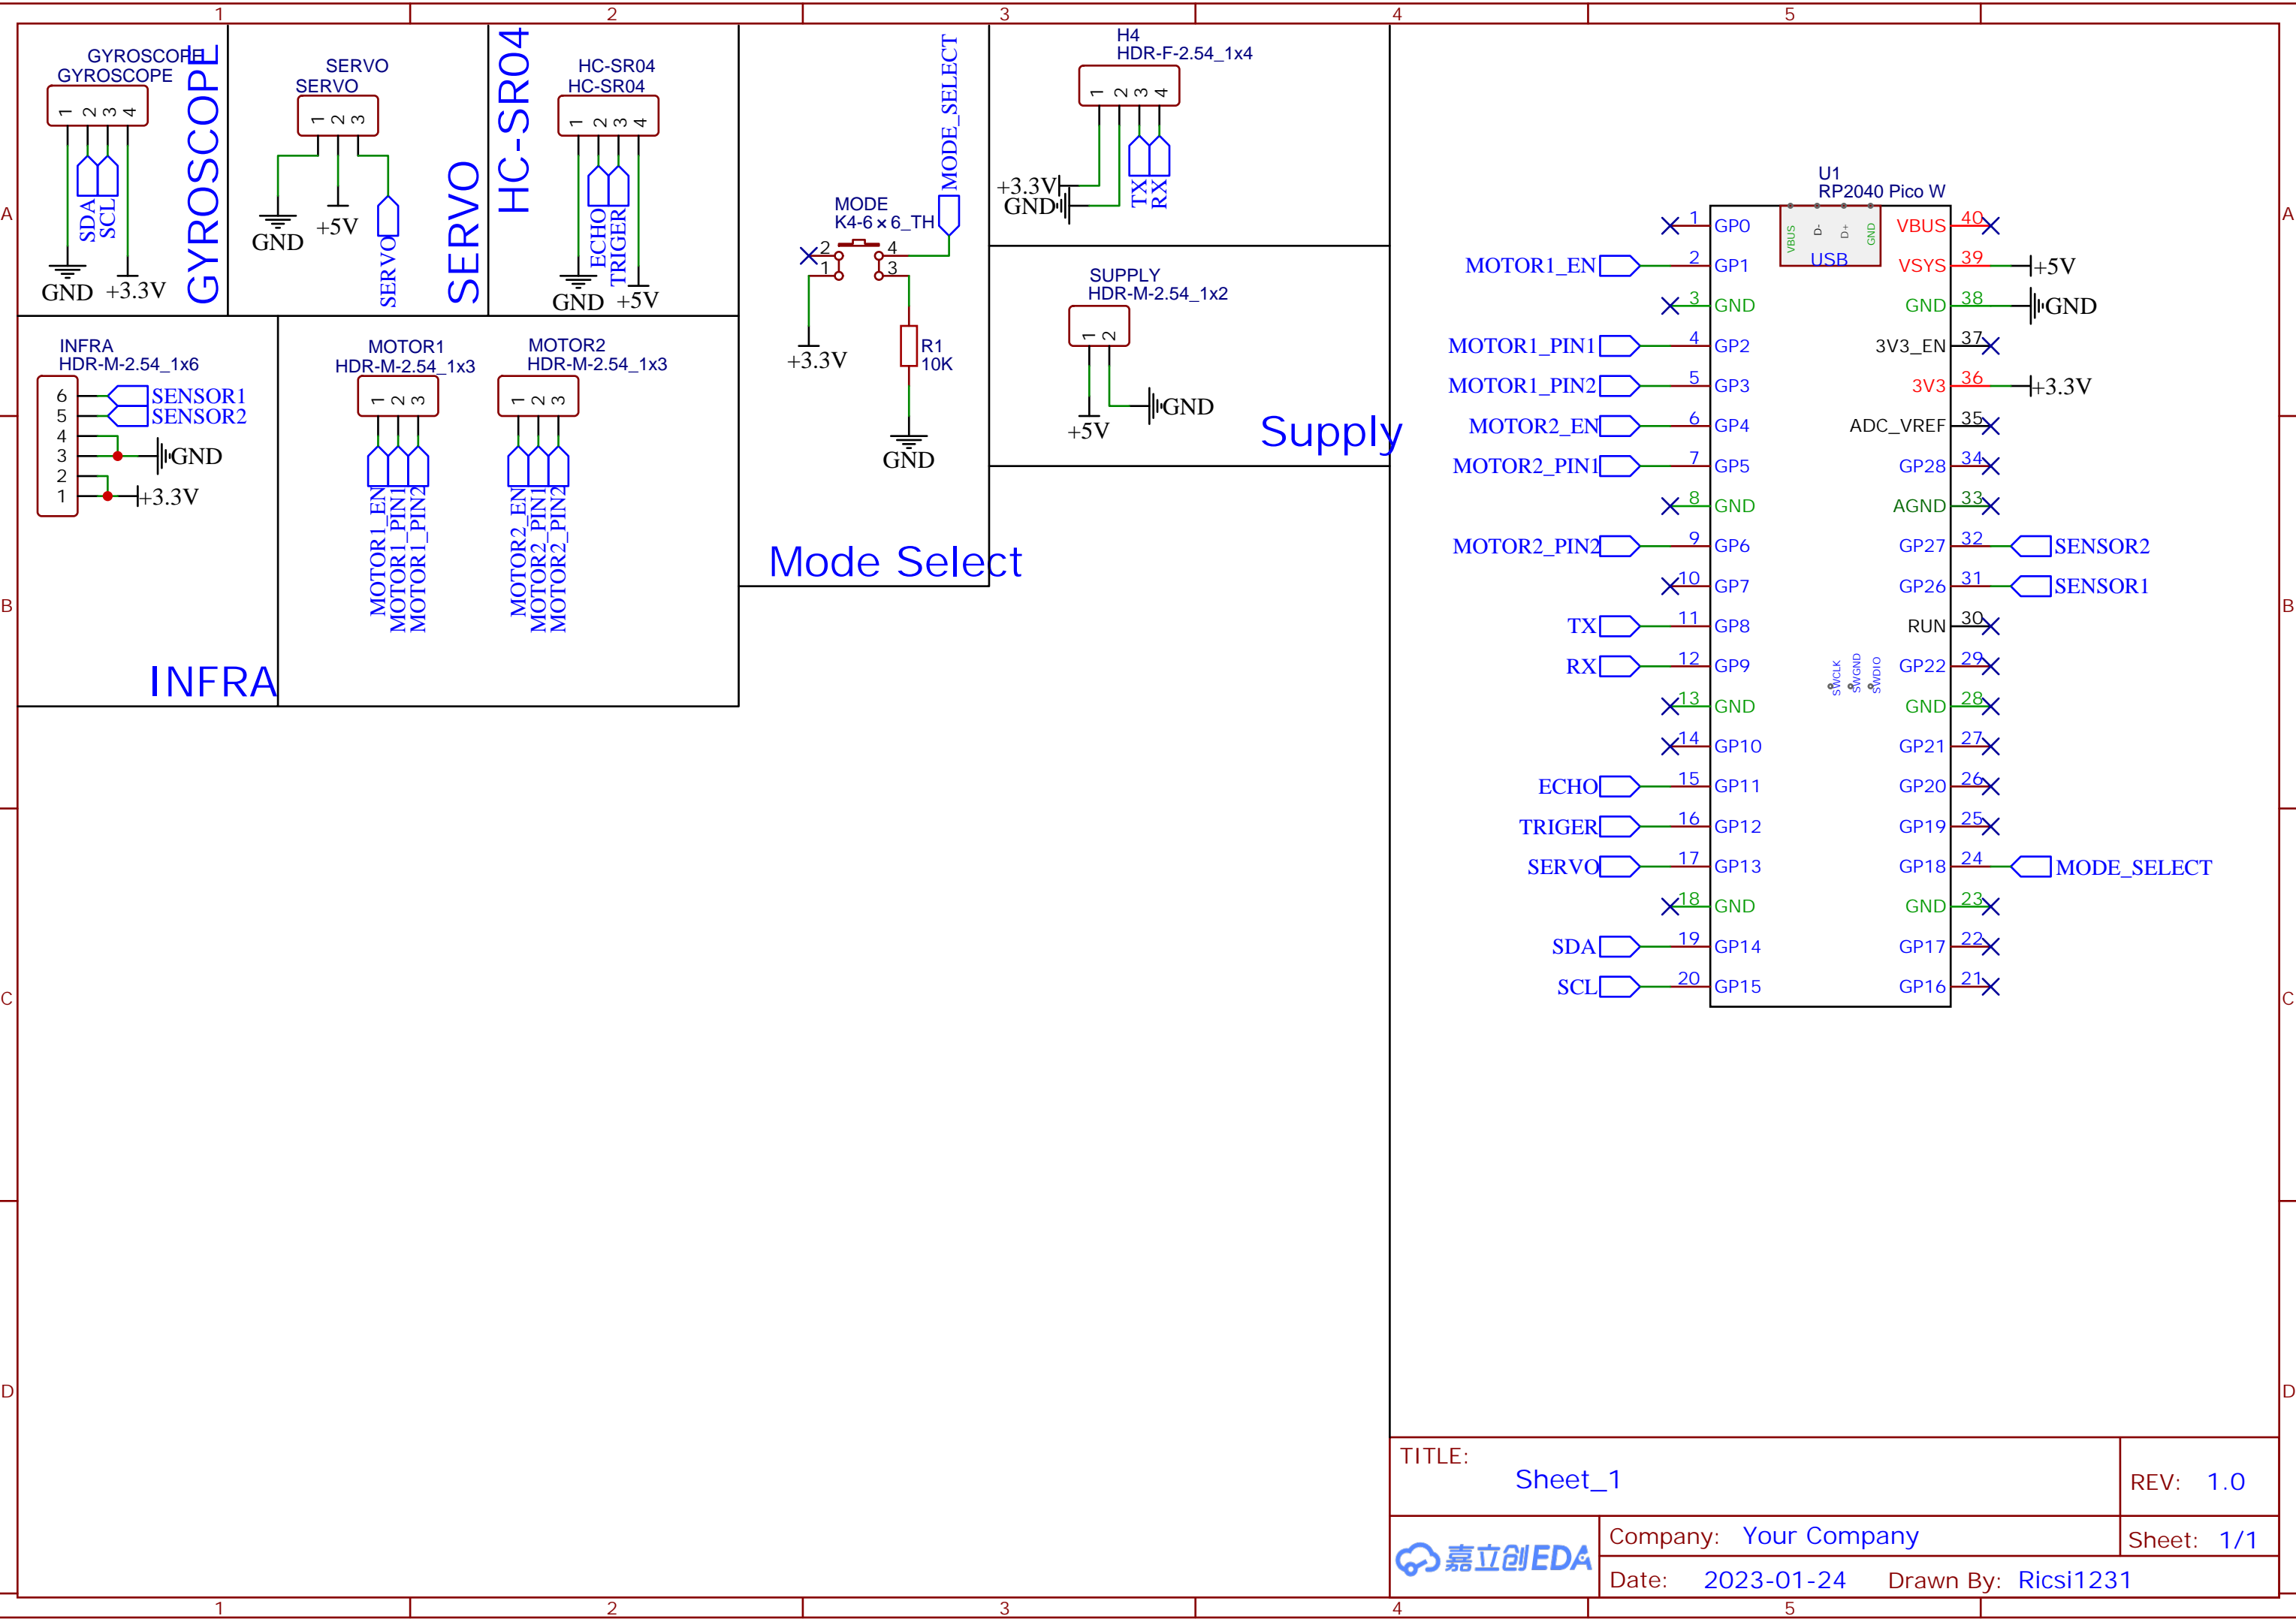 1 2 3 4 5
A
B
C
D
A
B
C
D
GYROSCOPE
GYROSCOPE
1 2 3 4
SDA
SCL
GND +3.3V
GYROSCOPE
SERVO
SERVO
1 2 3
GND
+5V
SERVO
SERVO
HC-SR04
HC-SR04
HC-SR04
1 2 3 4
ECHO
TRIGER
GND +5V
MODE_SELECT
MODE
K4-6×6_TH
2 4
1 3
+3.3V
R1
10K
GND
Mode Select
H4
HDR-F-2.54_1x4
1 2 3 4
+3.3V
GND
TX
RX
SUPPLY
HDR-M-2.54_1x2
1 2
+5V
GND
Supply
INFRA
HDR-M-2.54_1x6
6 SENSOR1
5 SENSOR2
4
3 GND
2
1 +3.3V
INFRA
MOTOR1
HDR-M-2.54_1x3
1 2 3
MOTOR1_EN
MOTOR1_PIN1
MOTOR1_PIN2
MOTOR2
HDR-M-2.54_1x3
1 2 3
MOTOR2_EN
MOTOR2_PIN1
MOTOR2_PIN2
U1
RP2040 Pico W
VBUS D- D+ GND
USB
1 GP0 VBUS 40
MOTOR1_EN 2 GP1 VSYS 39 +5V
3 GND GND 38 GND
MOTOR1_PIN1 4 GP2 3V3_EN 37
MOTOR1_PIN2 5 GP3 3V3 36 +3.3V
MOTOR2_EN 6 GP4 ADC_VREF 35
MOTOR2_PIN1 7 GP5 GP28 34
8 GND AGND 33
MOTOR2_PIN2 9 GP6 GP27 32 SENSOR2
10 GP7 GP26 31 SENSOR1
TX 11 GP8 RUN 30
RX 12 GP9 GP22 29
SWCLK SWGND SWDIO
13 GND GND 28
14 GP10 GP21 27
ECHO 15 GP11 GP20 26
TRIGER 16 GP12 GP19 25
SERVO 17 GP13 GP18 24 MODE_SELECT
18 GND GND 23
SDA 19 GP14 GP17 22
SCL 20 GP15 GP16 21
TITLE:
Sheet_1
REV: 1.0
嘉立创EDA
Company: Your Company
Sheet: 1/1
Date: 2023-01-24 Drawn By: Ricsi1231
1 2 3 4 5